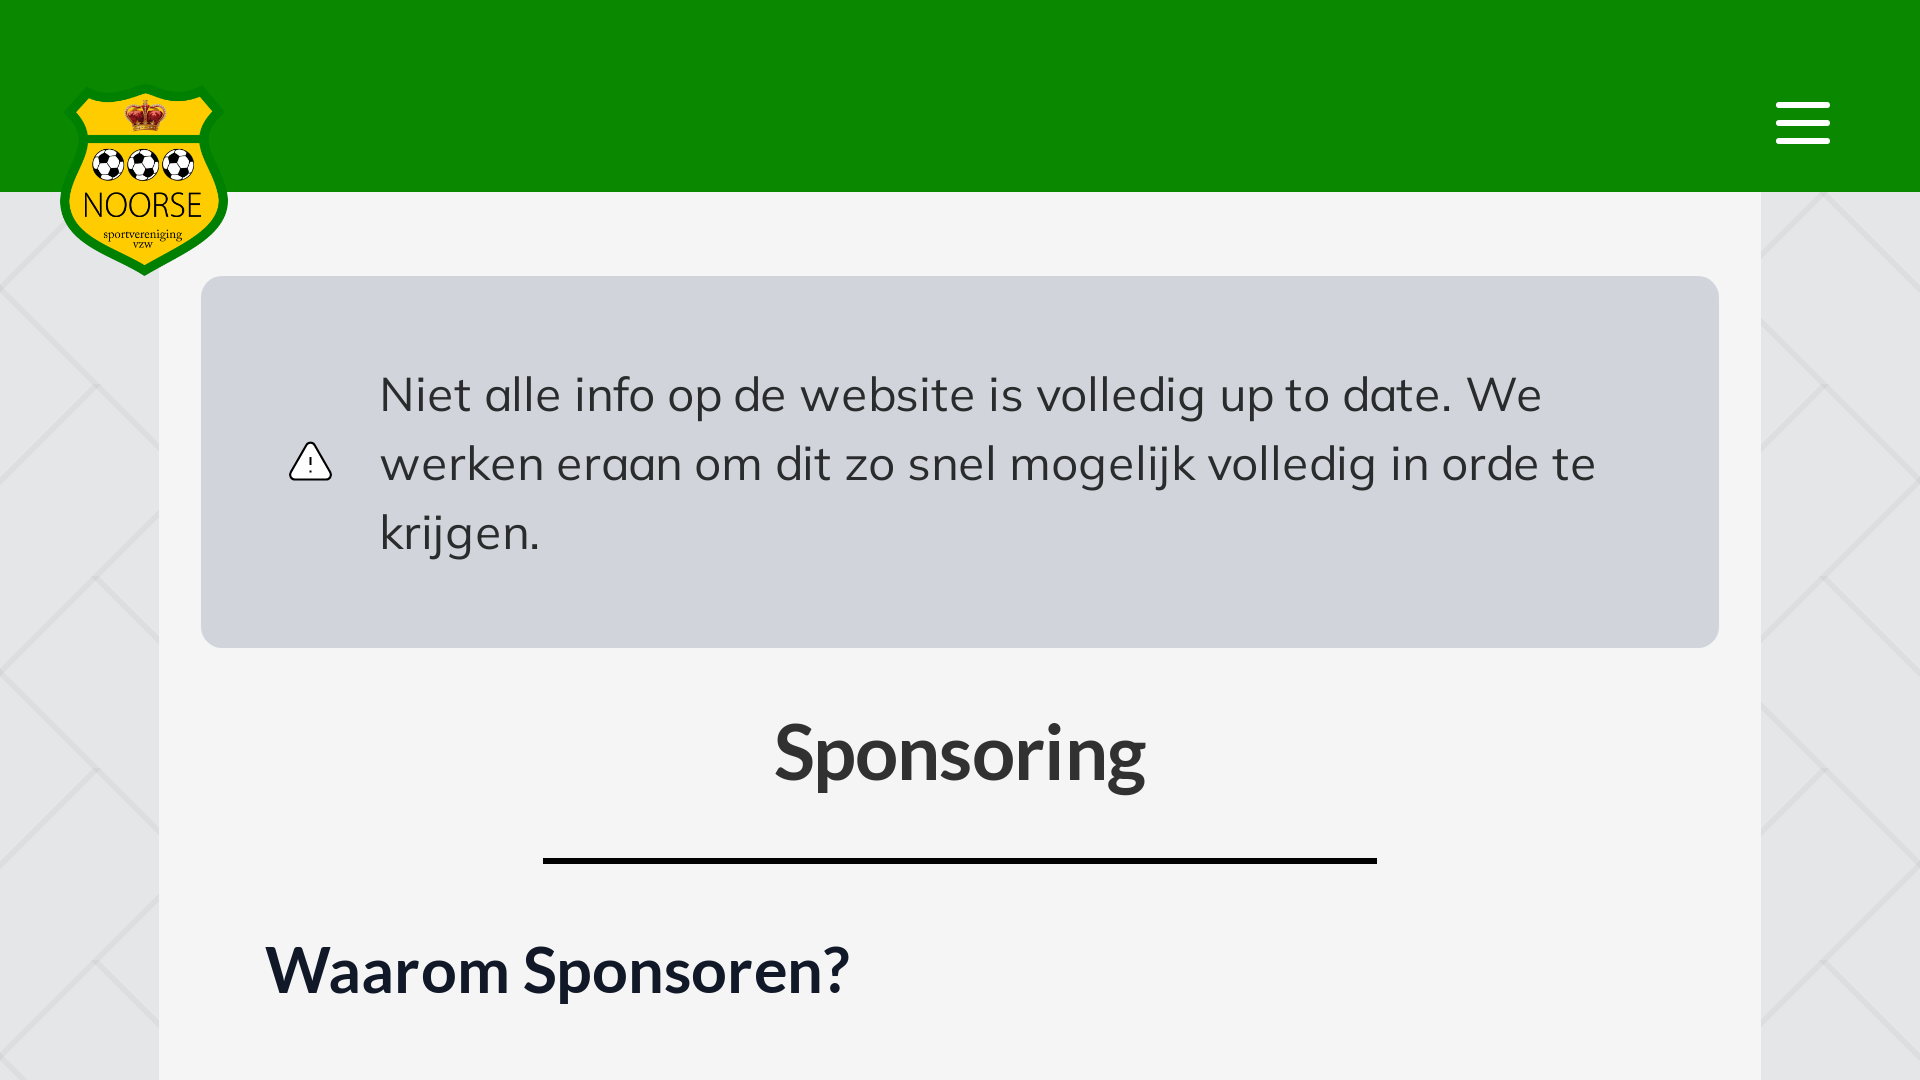 NOORSE
sportvereniging
vzw
Niet alle info op de website is volledig up to date. We
werken eraan om dit zo snel mogelijk volledig in orde te
krijgen.
Sponsoring
Waarom Sponsoren?